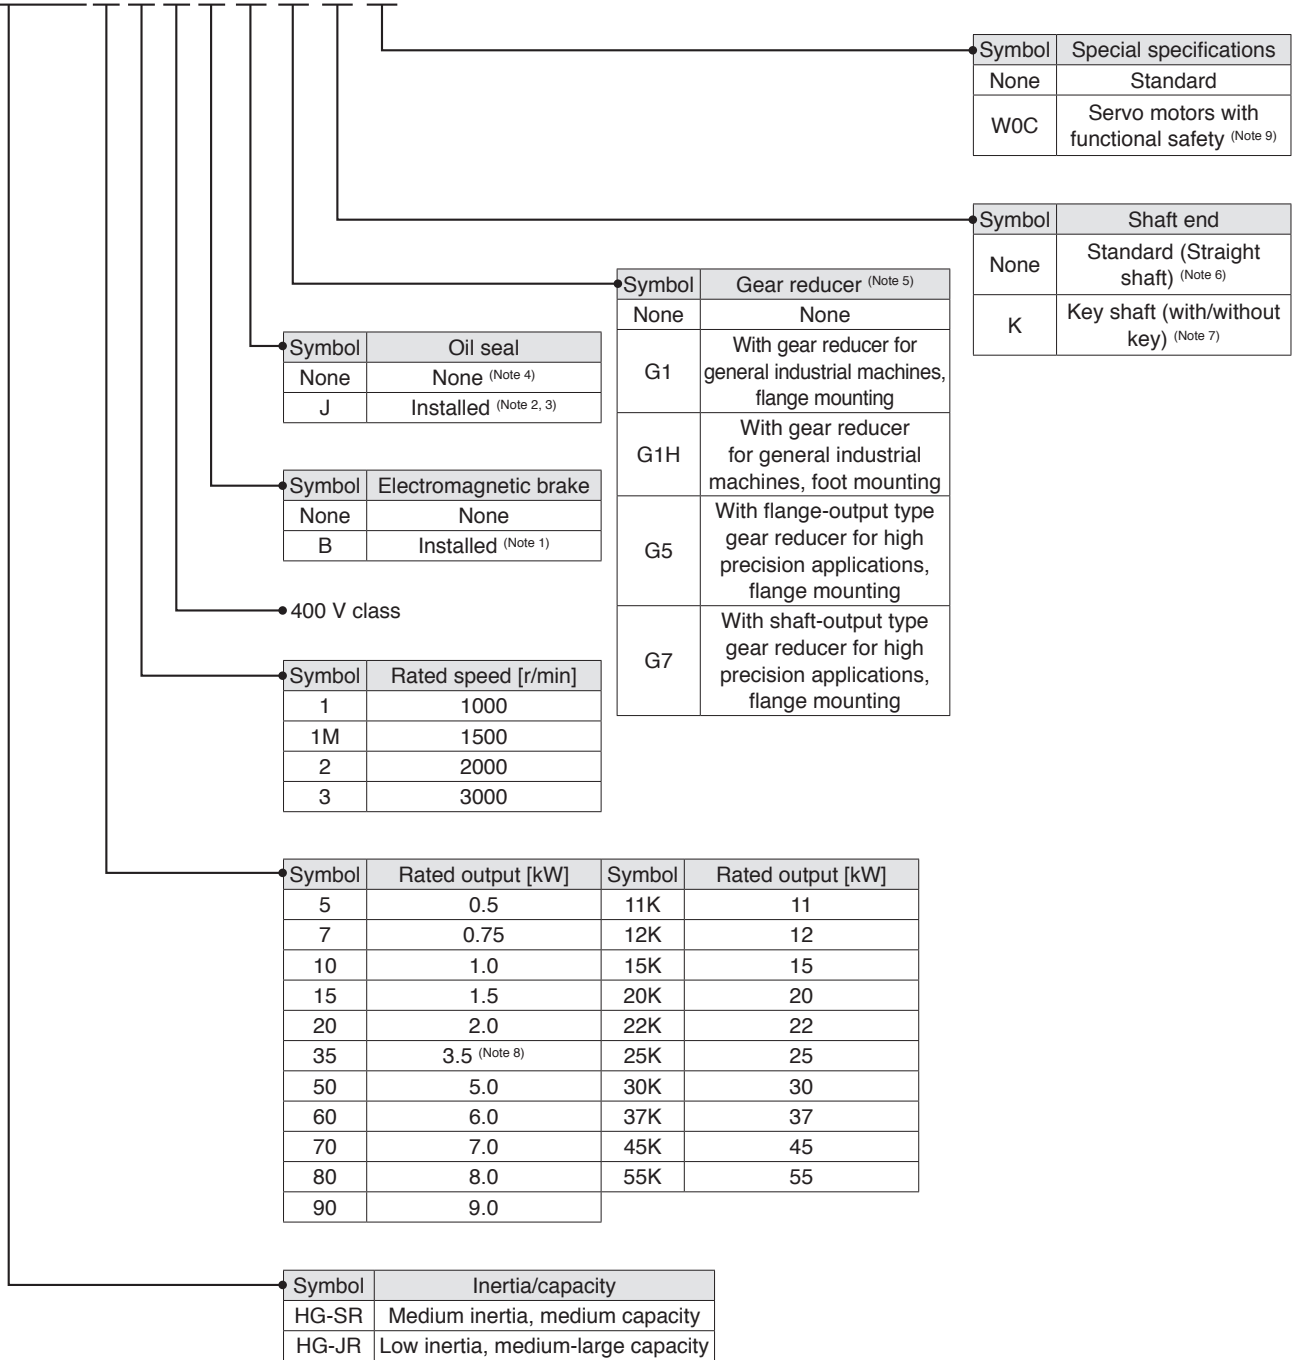 Symbol Special specifications
None Standard
W0C Servo motors with
functional safety (Note 9)
Symbol Shaft end
None Standard (Straight
shaft) (Note 6)
K Key shaft (with/without
key) (Note 7)
Symbol Gear reducer (Note 5)
None None
G1 With gear reducer for
general industrial machines,
flange mounting
G1H With gear reducer
for general industrial
machines, foot mounting
G5 With flange-output type
gear reducer for high
precision applications,
flange mounting
G7 With shaft-output type
gear reducer for high
precision applications,
flange mounting
Symbol Oil seal
None None (Note 4)
J Installed (Note 2, 3)
Symbol Electromagnetic brake
None None
B Installed (Note 1)
400 V class
Symbol Rated speed [r/min]
1 1000
1M 1500
2 2000
3 3000
Symbol Rated output [kW] Symbol Rated output [kW]
5 0.5 11K 11
7 0.75 12K 12
10 1.0 15K 15
15 1.5 20K 20
20 2.0 22K 22
35 3.5 (Note 8) 25K 25
50 5.0 30K 30
60 6.0 37K 37
70 7.0 45K 45
80 8.0 55K 55
90 9.0
Symbol Inertia/capacity
HG-SR Medium inertia, medium capacity
HG-JR Low inertia, medium-large capacity